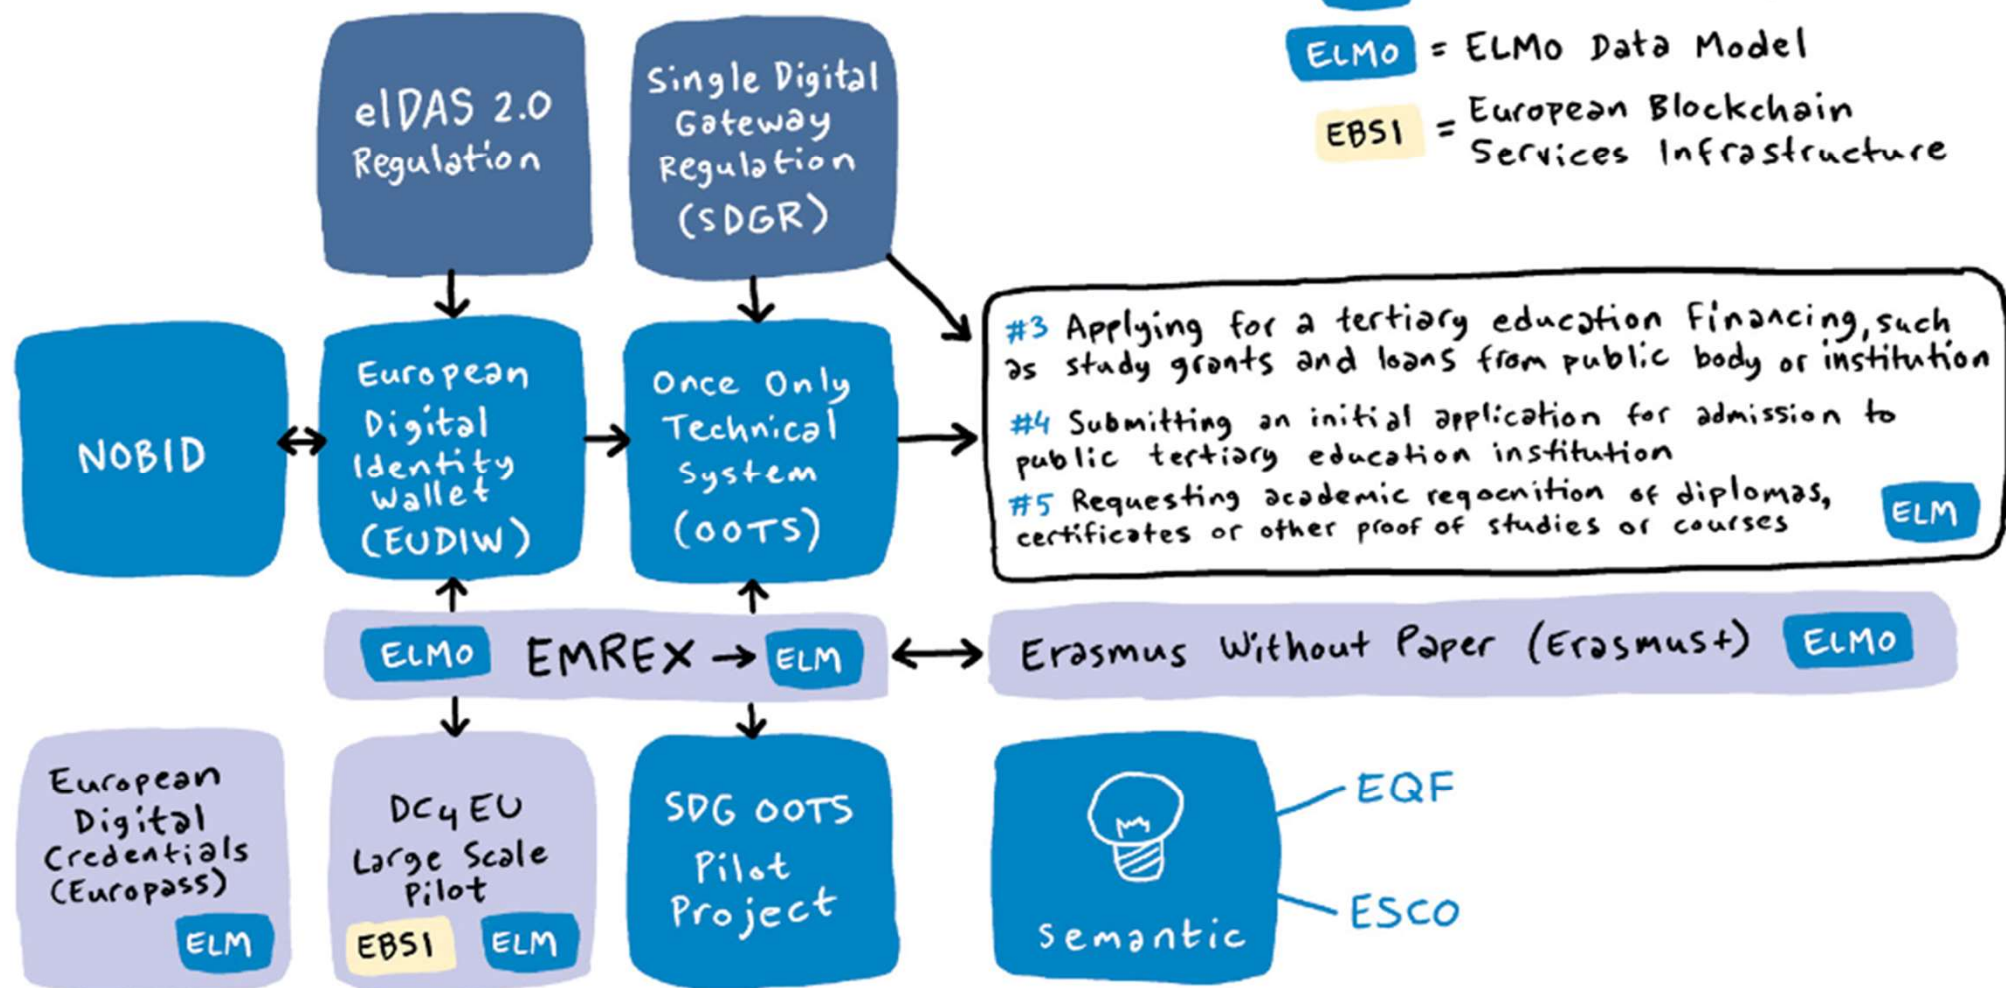 ELMO = ELMO Data Model
EBSI = European Blockchain
Services Infrastructure
eIDAS 2.0
Regulation
Single Digital
Gateway
Regulation
(SDGR)
NOBID
European
Digital
Identity
Wallet
(EUDIW)
Once Only
Technical
System
(OOTS)
#3 Applying for a tertiary education Financing, such
as study grants and loans from public body or institution
#4 Submitting an initial application for admission to
public tertiary education institution
#5 Requesting academic reqocnition of diplomas,
certificates or other proof of studies or courses
ELM
ELMO EMREX → ELM
Erasmus Without Paper (Erasmus+) ELMO
European
Digital
Credentials
(Europass)
ELM
DC4EU
Large Scale
Pilot
EBSI ELM
SDG OOTS
Pilot
Project
semantic
EQF
ESCO